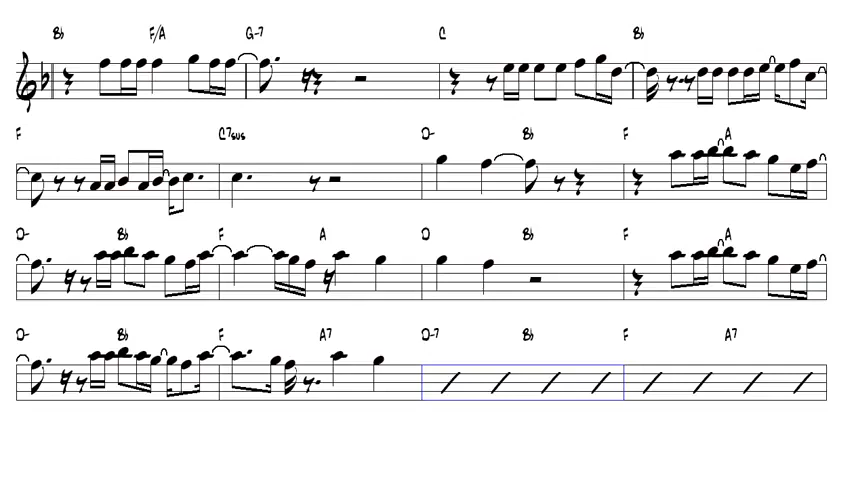 B♭ F/A G-7 C B♭
F C7sus D- B♭ F A
D- B♭ F A D B♭ F A
D- B♭ F A7 D-7 B♭ F A7